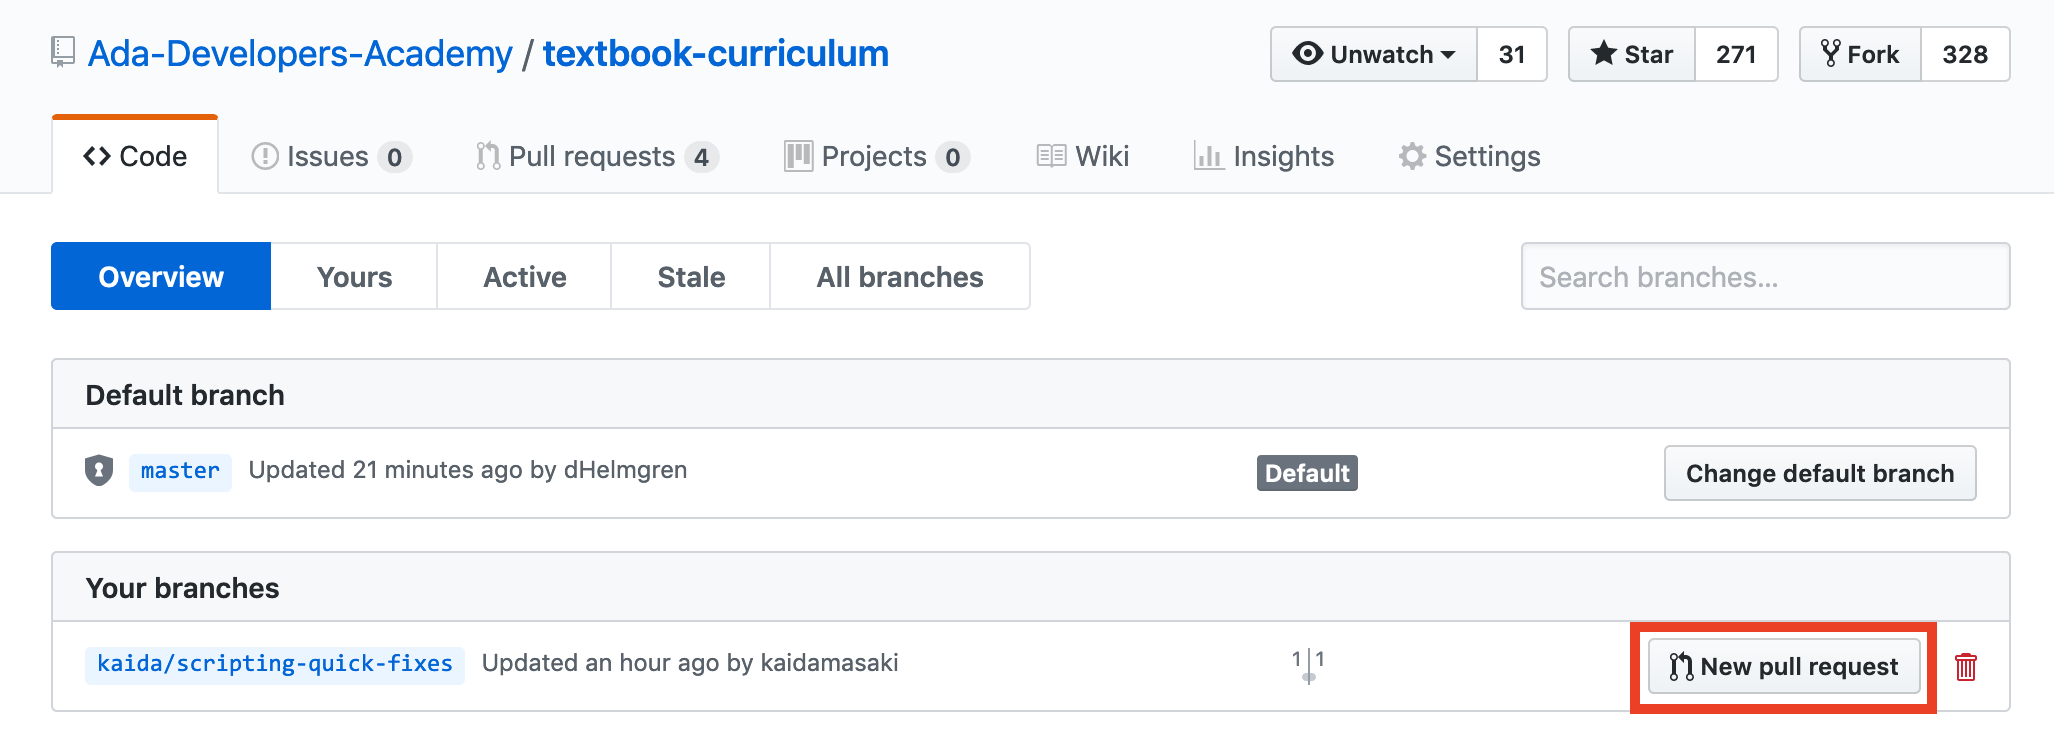 Ada-Developers-Academy / textbook-curriculum
Unwatch 31 Star 271 Fork 328
Code Issues 0 Pull requests 4 Projects 0 Wiki Insights Settings
Overview Yours Active Stale All branches Search branches...
Default branch
master Updated 21 minutes ago by dHelmgren Default Change default branch
Your branches
kaida/scripting-quick-fixes Updated an hour ago by kaidamasaki 1 1 New pull request